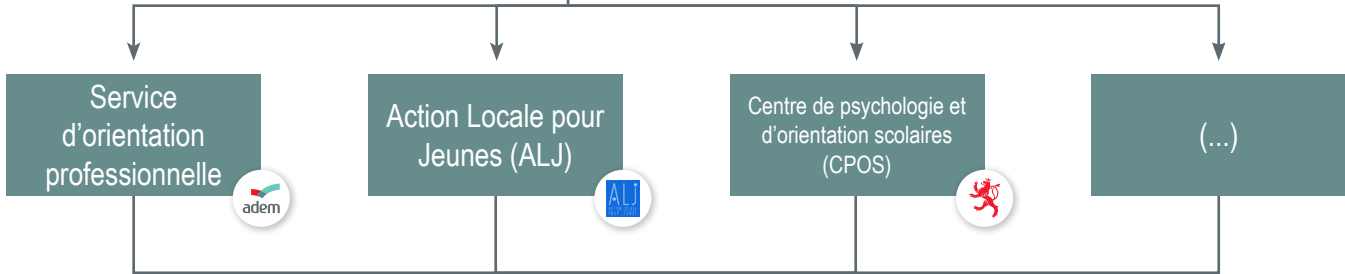 Service
d’orientation
professionnelle
adem
Action Locale pour
Jeunes (ALJ)
ALJ
Centre de psychologie et
d’orientation scolaires
(CPOS)
(...)